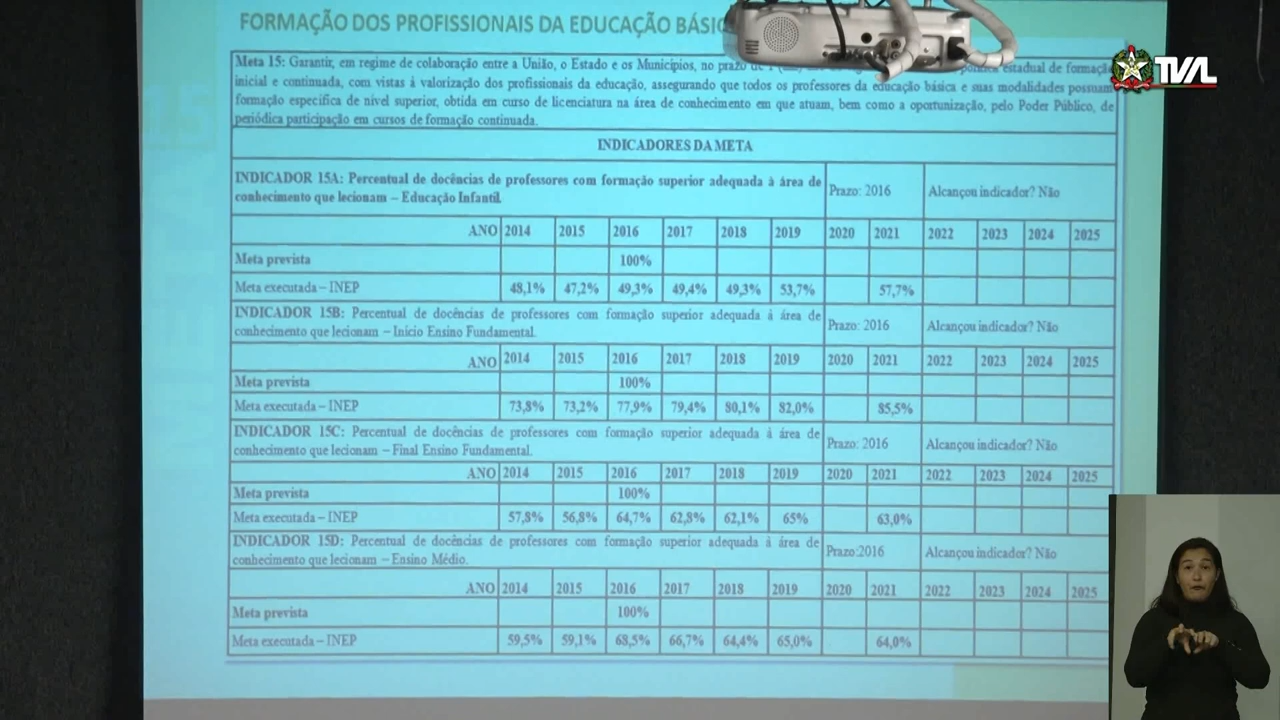 FORMAÇÃO DOS PROFISSIONAIS DA EDUCAÇÃO BÁSIC
TVAL
Meta 15: Garantir, em regime de colaboração entre a União, o Estado e os Municípios, no prazo de estadual de formaçã
inicial e continuada, com vistas à valorização dos profissionais da educação, assegurando que todos os professores da educação básica e suas modalidades possuam
formação específica de nível superior, obtida em curso de licenciatura na área de conhecimento em que atuam, bem como a oportunização, pelo Poder Público, de
periódica participação em cursos de formação continuada.
INDICADORES DA META
INDICADOR 15A: Percentual de docências de professores com formação superior adequada à área de
conhecimento que lecionam – Educação Infantil.
Prazo: 2016
Alcançou indicador? Não
ANO 2014 2015 2016 2017 2018 2019 2020 2021 2022 2023 2024 2025
Meta prevista 100%
Meta executada – INEP 48,1% 47,2% 49,3% 49,4% 49,3% 53,7% 57,7%
INDICADOR 15B: Percentual de docências de professores com formação superior adequada à área de
conhecimento que lecionam – Início Ensino Fundamental.
Prazo: 2016
Alcançou indicador? Não
ANO 2014 2015 2016 2017 2018 2019 2020 2021 2022 2023 2024 2025
Meta prevista 100%
Meta executada – INEP 73,8% 73,2% 77,9% 79,4% 80,1% 82,0% 85,5%
INDICADOR 15C: Percentual de docências de professores com formação superior adequada à área de
conhecimento que lecionam – Final Ensino Fundamental.
Prazo: 2016
Alcançou indicador? Não
ANO 2014 2015 2016 2017 2018 2019 2020 2021 2022 2023 2024 2025
Meta prevista 100%
Meta executada – INEP 57,8% 56,8% 64,7% 62,8% 62,1% 65% 63,0%
INDICADOR 15D: Percentual de docências de professores com formação superior adequada à área de
conhecimento que lecionam – Ensino Médio.
Prazo:2016
Alcançou indicador? Não
ANO 2014 2015 2016 2017 2018 2019 2020 2021 2022 2023 2024 2025
Meta prevista 100%
Meta executada – INEP 59,5% 59,1% 68,5% 66,7% 64,4% 65,0% 64,0%